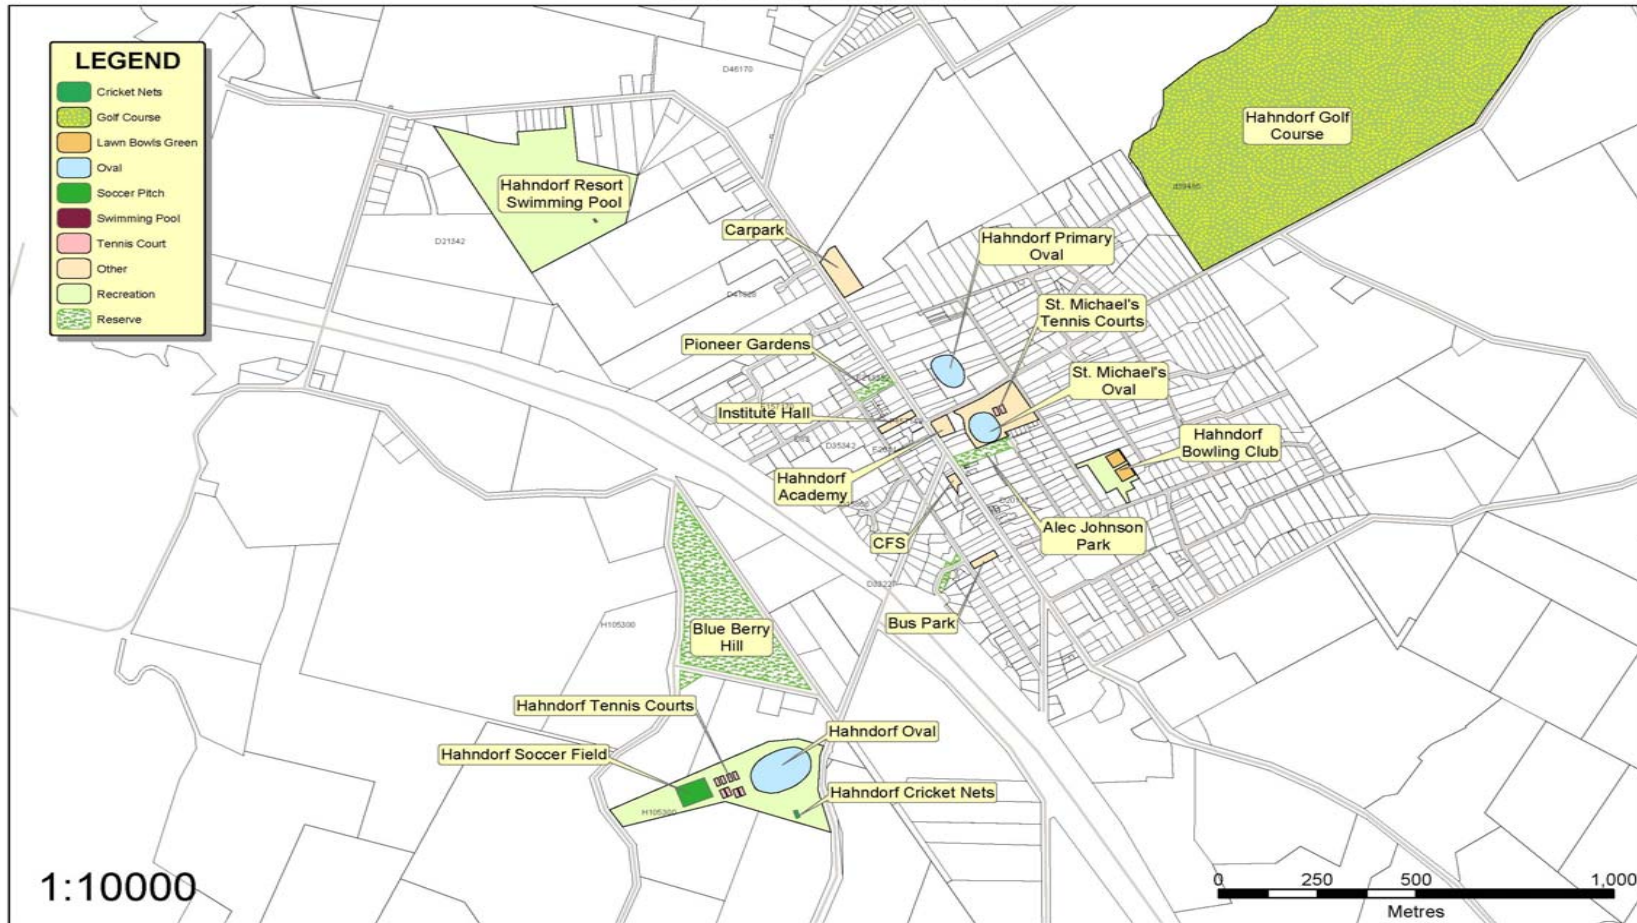 LEGEND
Cricket Nets
Golf Course
Lawn Bowls Green
Oval
Soccer Pitch
Swimming Pool
Tennis Court
Other
Recreation
Reserve
D46170
Hahndorf Golf
Course
Hahndorf Resort
Swimming Pool
D21342
Carpark
Hahndorf Primary
Oval
St. Michael's
Tennis Courts
Pioneer Gardens
St. Michael's
Oval
Institute Hall
D35342
Hahndorf
Bowling Club
Hahndorf
Academy
Alec Johnson
Park
CFS
Bus Park
H105300
Blue Berry
Hill
Hahndorf Tennis Courts
Hahndorf Oval
Hahndorf Soccer Field
Hahndorf Cricket Nets
H105300
1:10000
0 250 500 1,000
Metres